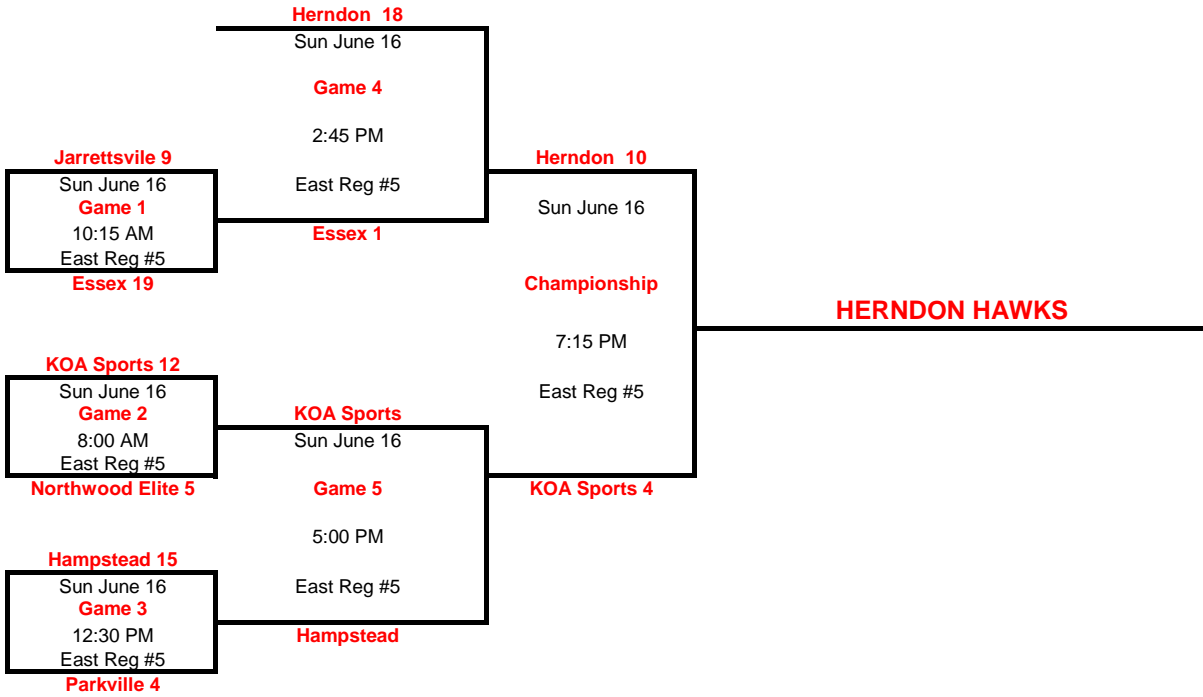 Herndon  18
Sun June 16
Game 4
2:45 PM
East Reg #5
Essex 1
Jarrettsvile 9
Sun June 16
Game 1
10:15 AM
East Reg #5
Essex 19
Herndon  10
Sun June 16
Championship
7:15 PM
East Reg #5
KOA Sports 4
HERNDON HAWKS
KOA Sports 12
Sun June 16
Game 2
8:00 AM
East Reg #5
Northwood Elite 5
KOA Sports
Sun June 16
Game 5
5:00 PM
East Reg #5
Hampstead
Hampstead 15
Sun June 16
Game 3
12:30 PM
East Reg #5
Parkville 4